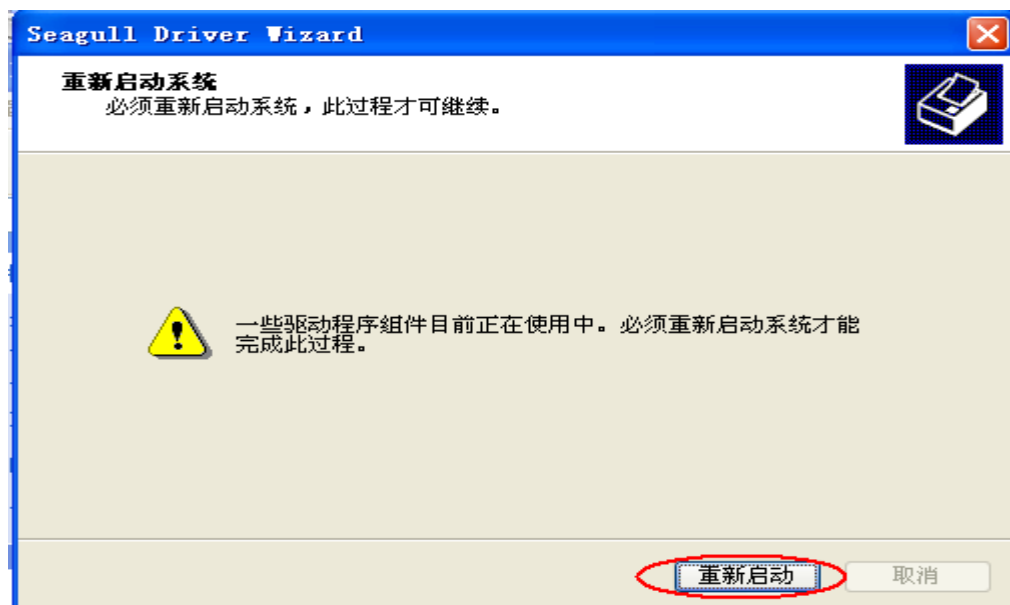 Seagull Driver Wizard
重新启动系统
必须重新启动系统，此过程才可继续。
一些驱动程序组件目前正在使用中。必须重新启动系统才能
完成此过程。
重新启动
取消